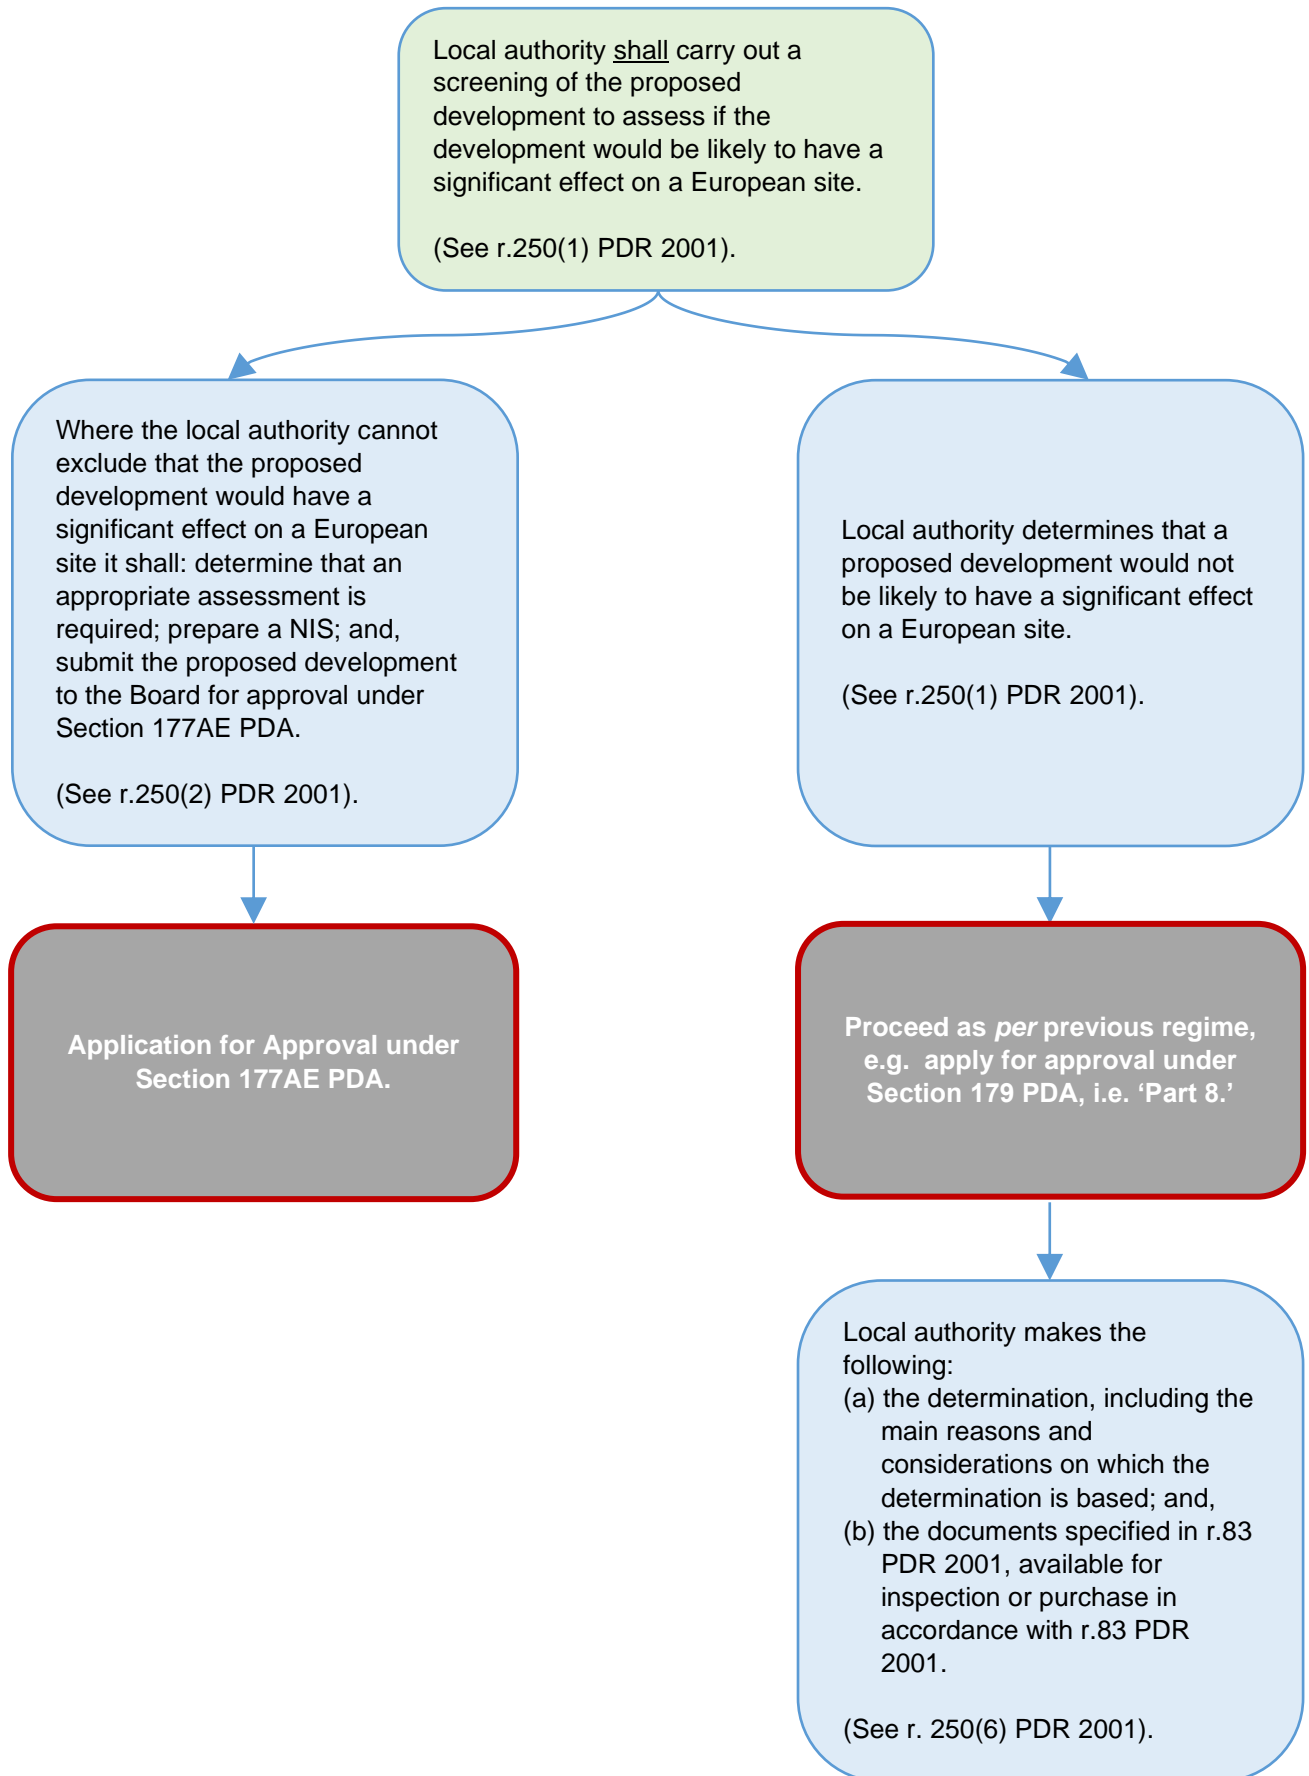 Local authority shall carry out a
screening of the proposed
development to assess if the
development would be likely to have a
significant effect on a European site.
(See r.250(1) PDR 2001).
Where the local authority cannot
exclude that the proposed
development would have a
significant effect on a European
site it shall: determine that an
appropriate assessment is
required; prepare a NIS; and,
submit the proposed development
to the Board for approval under
Section 177AE PDA.
(See r.250(2) PDR 2001).
Local authority determines that a
proposed development would not
be likely to have a significant effect
on a European site.
(See r.250(1) PDR 2001).
Application for Approval under
Section 177AE PDA.
Proceed as per previous regime,
e.g. apply for approval under
Section 179 PDA, i.e. ‘Part 8.’
Local authority makes the
following:
(a) the determination, including the
main reasons and
considerations on which the
determination is based; and,
(b) the documents specified in r.83
PDR 2001, available for
inspection or purchase in
accordance with r.83 PDR
2001.
(See r. 250(6) PDR 2001).